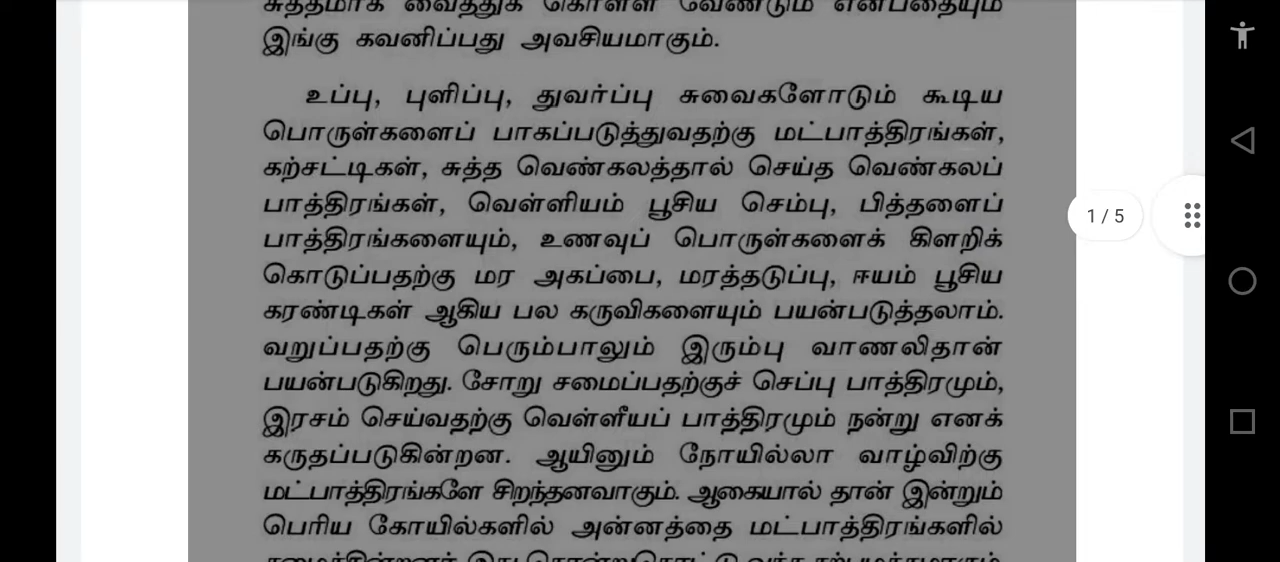 சுத்தமாக வைத்துக் கொள்ள வேண்டும் என்பதையும்
இங்கு கவனிப்பது அவசியமாகும்.
உப்பு, புளிப்பு, துவர்ப்பு சுவைகளோடும் கூடிய
பொருள்களைப் பாகப்படுத்துவதற்கு மட்பாத்திரங்கள்,
கற்சட்டிகள், சுத்த வெண்கலத்தால் செய்த வெண்கலப்
பாத்திரங்கள், வெள்ளியம் பூசிய செம்பு, பித்தளைப்
பாத்திரங்களையும், உணவுப் பொருள்களைக் கிளறிக்
கொடுப்பதற்கு மர அகப்பை, மரத்தடுப்பு, ஈயம் பூசிய
கரண்டிகள் ஆகிய பல கருவிகளையும் பயன்படுத்தலாம்.
வறுப்பதற்கு பெரும்பாலும் இரும்பு வாணலிதான்
பயன்படுகிறது. சோறு சமைப்பதற்குச் செப்பு பாத்திரமும்,
இரசம் செய்வதற்கு வெள்ளீயப் பாத்திரமும் நன்று எனக்
கருதப்படுகின்றன. ஆயினும் நோயில்லா வாழ்விற்கு
மட்பாத்திரங்களே சிறந்தனவாகும். ஆகையால் தான் இன்றும்
பெரிய கோயில்களில் அன்னத்தை மட்பாத்திரங்களில்
1 / 5